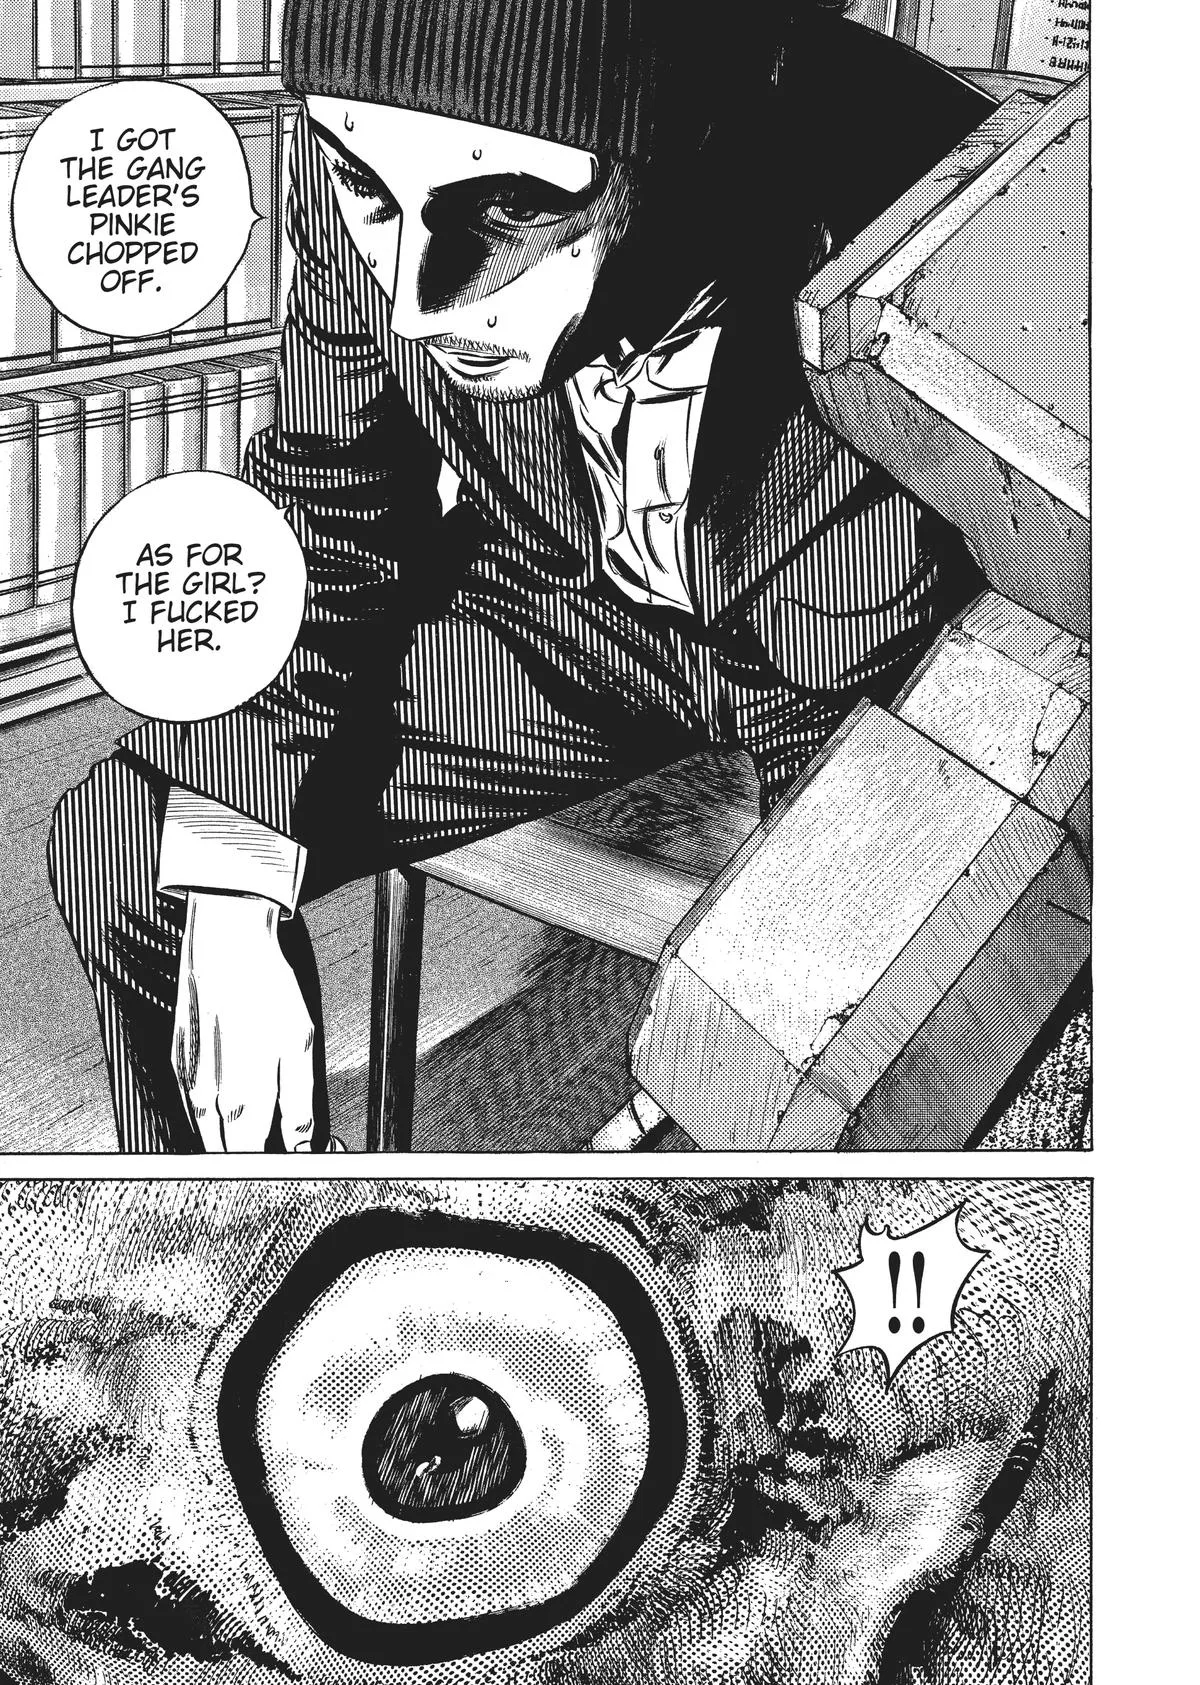 I GOT
THE GANG
LEADER'S
PINKIE
CHOPPED
OFF.
AS FOR
THE GIRL?
I FUCKED
HER.
!!